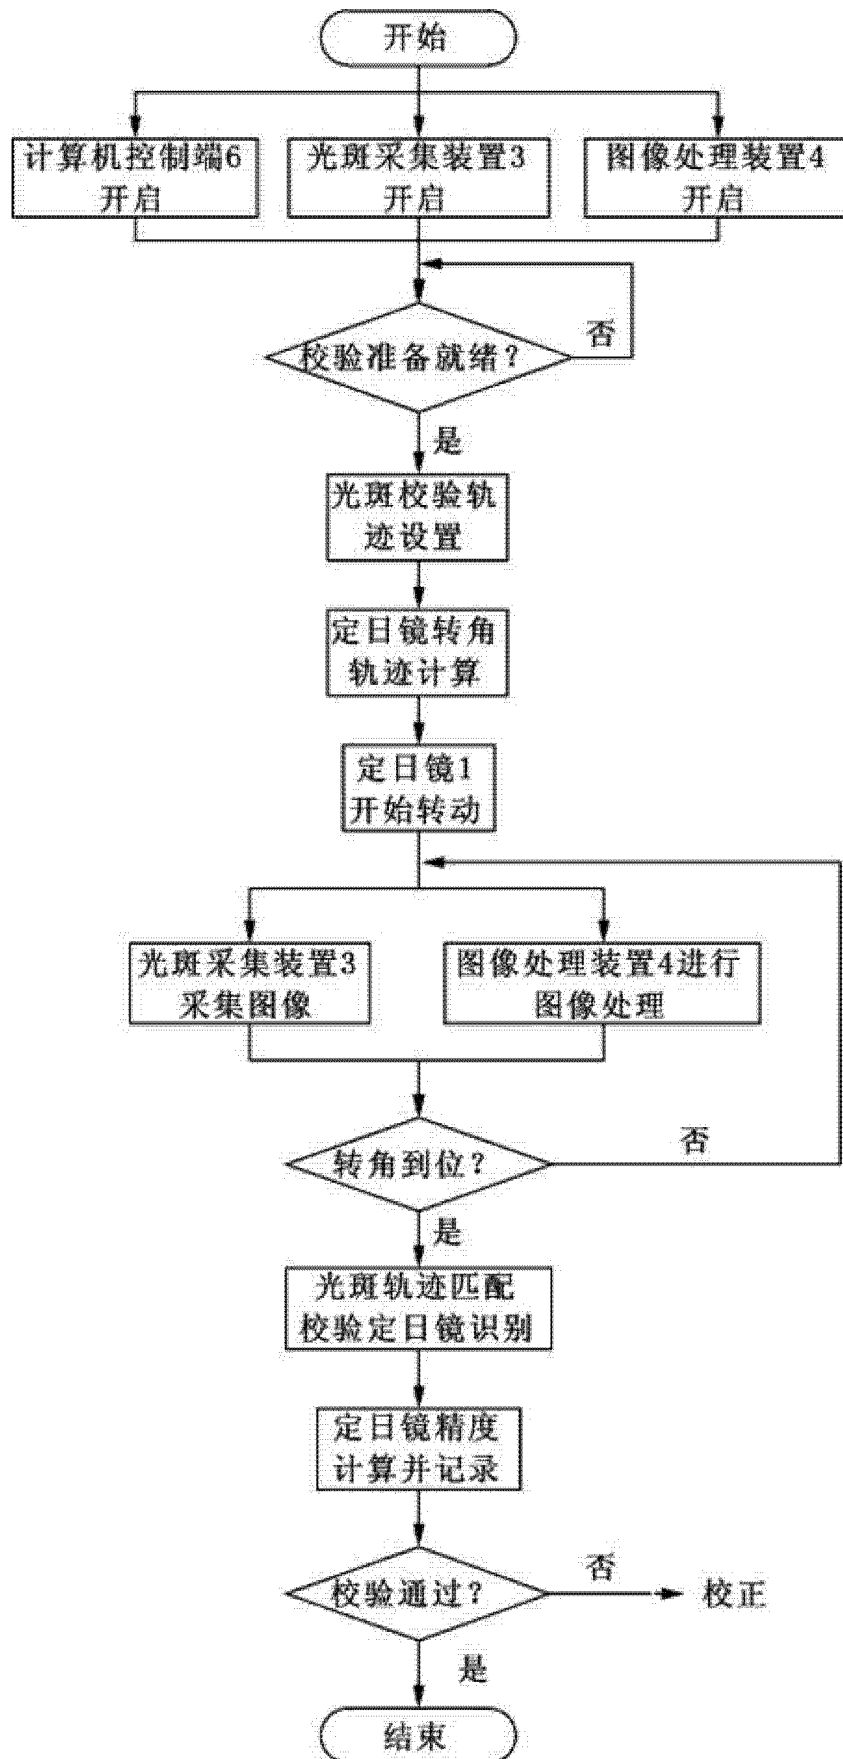 开始
计算机控制端6
开启
光斑采集装置3
开启
图像处理装置4
开启
否
校验准备就绪？
是
光斑校验轨
迹设置
定日镜转角
轨迹计算
定日镜1
开始转动
光斑采集装置3
采集图像
图像处理装置4进行
图像处理
否
转角到位？
是
光斑轨迹匹配
校验定日镜识别
定日镜精度
计算并记录
否
校验通过？
校正
是
结束